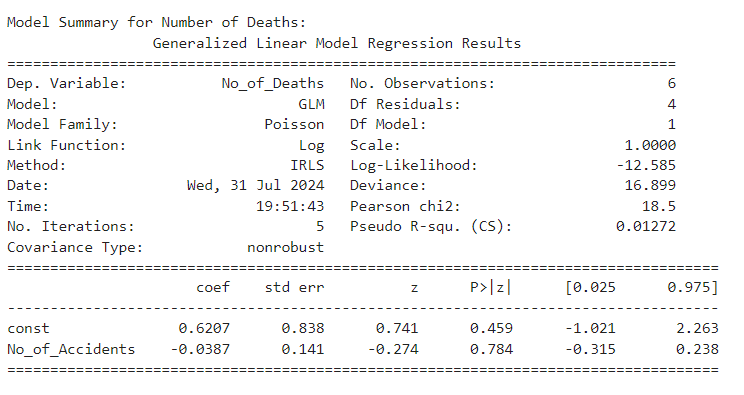 Model Summary for Number of Deaths:
Generalized Linear Model Regression Results
==============================================================================
Dep. Variable: No_of_Deaths No. Observations: 6
Model: GLM Df Residuals: 4
Model Family: Poisson Df Model: 1
Link Function: Log Scale: 1.0000
Method: IRLS Log-Likelihood: -12.585
Date: Wed, 31 Jul 2024 Deviance: 16.899
Time: 19:51:43 Pearson chi2: 18.5
No. Iterations: 5 Pseudo R-squ. (CS): 0.01272
Covariance Type: nonrobust
===================================================================================
coef std err z P>|z| [0.025 0.975]
-----------------------------------------------------------------------------------
const 0.6207 0.838 0.741 0.459 -1.021 2.263
No_of_Accidents -0.0387 0.141 -0.274 0.784 -0.315 0.238
===================================================================================